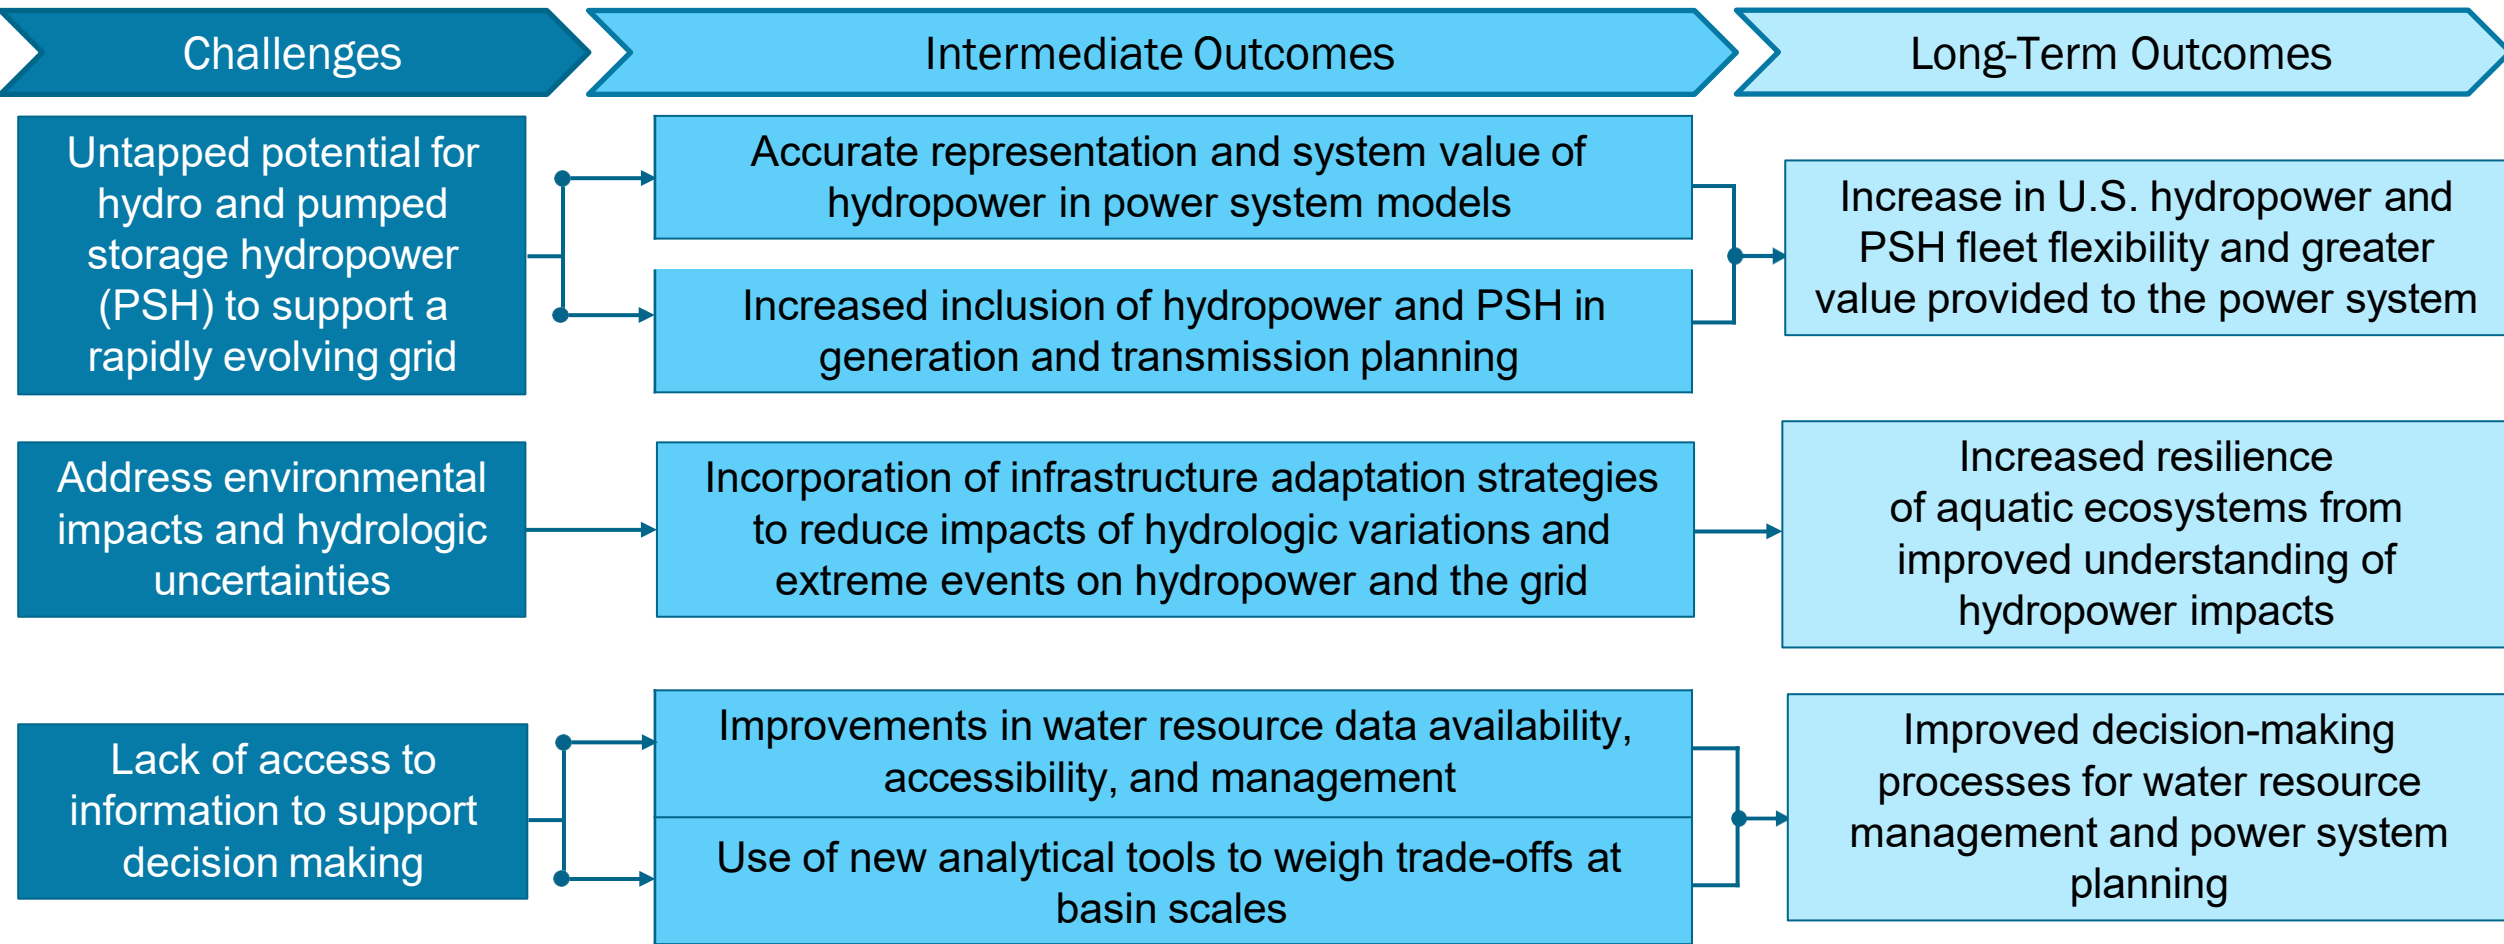 Challenges
Intermediate Outcomes
Long-Term Outcomes
Untapped potential for
hydro and pumped
storage hydropower
(PSH) to support a
rapidly evolving grid
Accurate representation and system value of
hydropower in power system models
Increased inclusion of hydropower and PSH in
generation and transmission planning
Increase in U.S. hydropower and
PSH fleet flexibility and greater
value provided to the power system
Address environmental
impacts and hydrologic
uncertainties
Incorporation of infrastructure adaptation strategies
to reduce impacts of hydrologic variations and
extreme events on hydropower and the grid
Increased resilience
of aquatic ecosystems from
improved understanding of
hydropower impacts
Lack of access to
information to support
decision making
Improvements in water resource data availability,
accessibility, and management
Use of new analytical tools to weigh trade-offs at
basin scales
Improved decision-making
processes for water resource
management and power system
planning